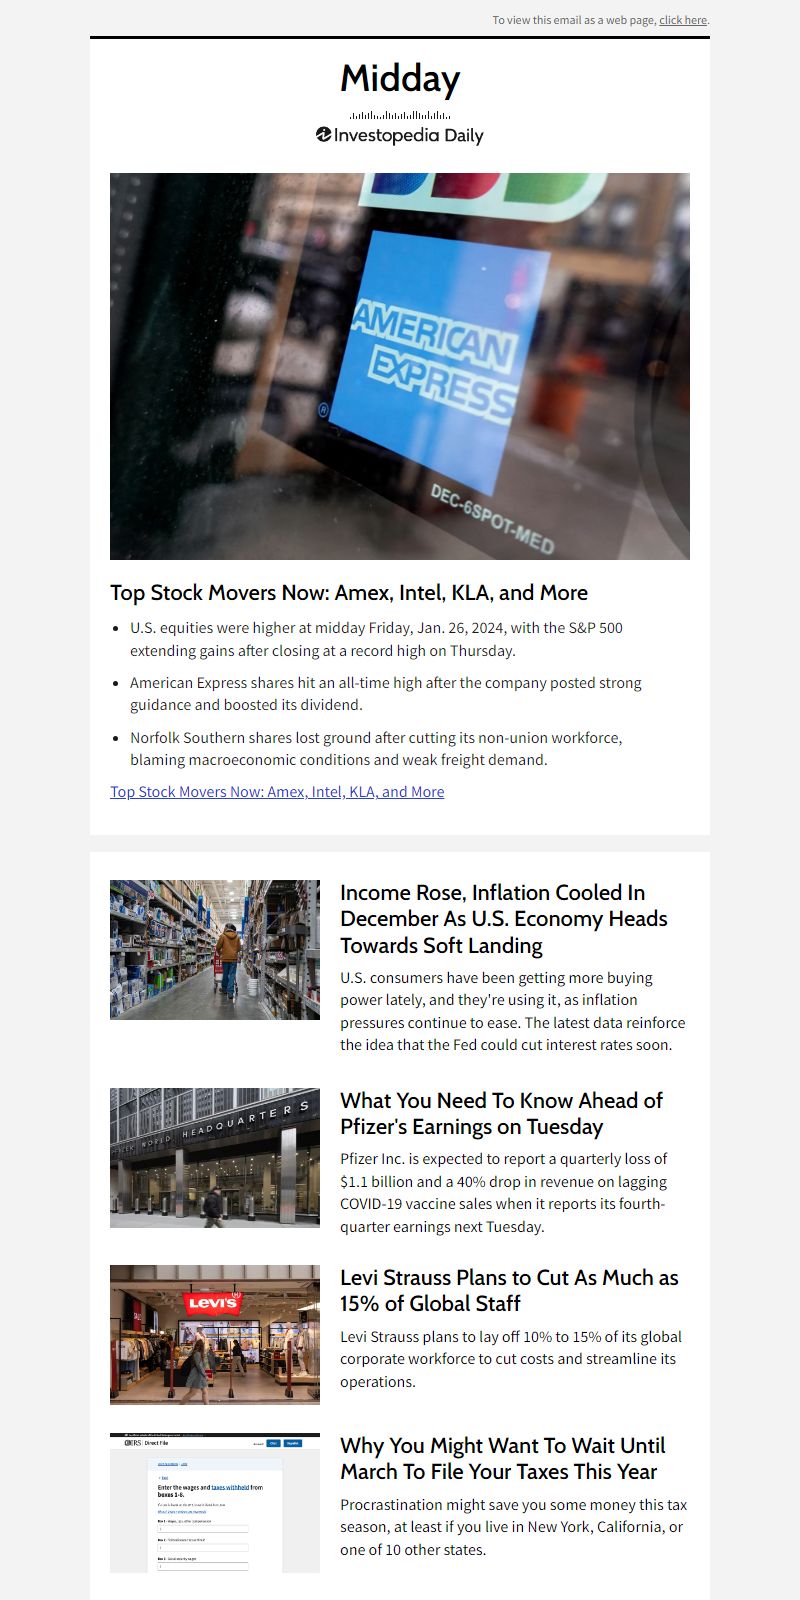 To view this email as a web page, click here.
Midday
Investopedia Daily
AMERICAN
EXPRESS
®
DEC-6SPOT-MED
Top Stock Movers Now: Amex, Intel, KLA, and More
• U.S. equities were higher at midday Friday, Jan. 26, 2024, with the S&P 500
extending gains after closing at a record high on Thursday.
• American Express shares hit an all-time high after the company posted strong
guidance and boosted its dividend.
• Norfolk Southern shares lost ground after cutting its non-union workforce,
blaming macroeconomic conditions and weak freight demand.
Top Stock Movers Now: Amex, Intel, KLA, and More
Income Rose, Inflation Cooled In
December As U.S. Economy Heads
Towards Soft Landing
U.S. consumers have been getting more buying
power lately, and they're using it, as inflation
pressures continue to ease. The latest data reinforce
the idea that the Fed could cut interest rates soon.
PFIZER WORLD HEADQUARTERS
What You Need To Know Ahead of
Pfizer's Earnings on Tuesday
Pfizer Inc. is expected to report a quarterly loss of
$1.1 billion and a 40% drop in revenue on lagging
COVID-19 vaccine sales when it reports its fourth-
quarter earnings next Tuesday.
LEVI'S
Levi Strauss Plans to Cut As Much as
15% of Global Staff
Levi Strauss plans to lay off 10% to 15% of its global
corporate workforce to cut costs and streamline its
operations.
IRS Direct File
Enter the wages and taxes withheld from
boxes 1-8.
Why You Might Want To Wait Until
March To File Your Taxes This Year
Procrastination might save you some money this tax
season, at least if you live in New York, California, or
one of 10 other states.